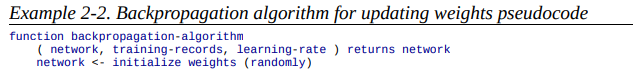 Example 2-2. Backpropagation algorithm for updating weights pseudocode
function backpropagation-algorithm
( network, training-records, learning-rate ) returns network
network <- initialize weights (randomly)